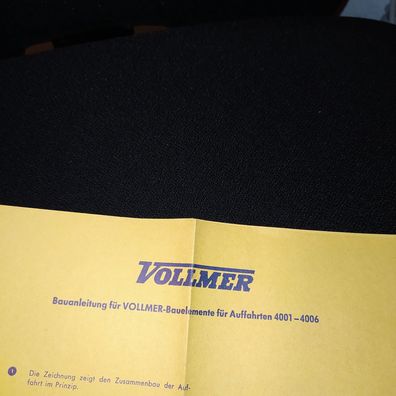 VOLLMER
Bauanleitung für VOLLMER-Bauelemente für Auffahrten 4001–4006
1 Die Zeichnung zeigt den Zusammenbau der Auf-
fahrt im Prinzip.